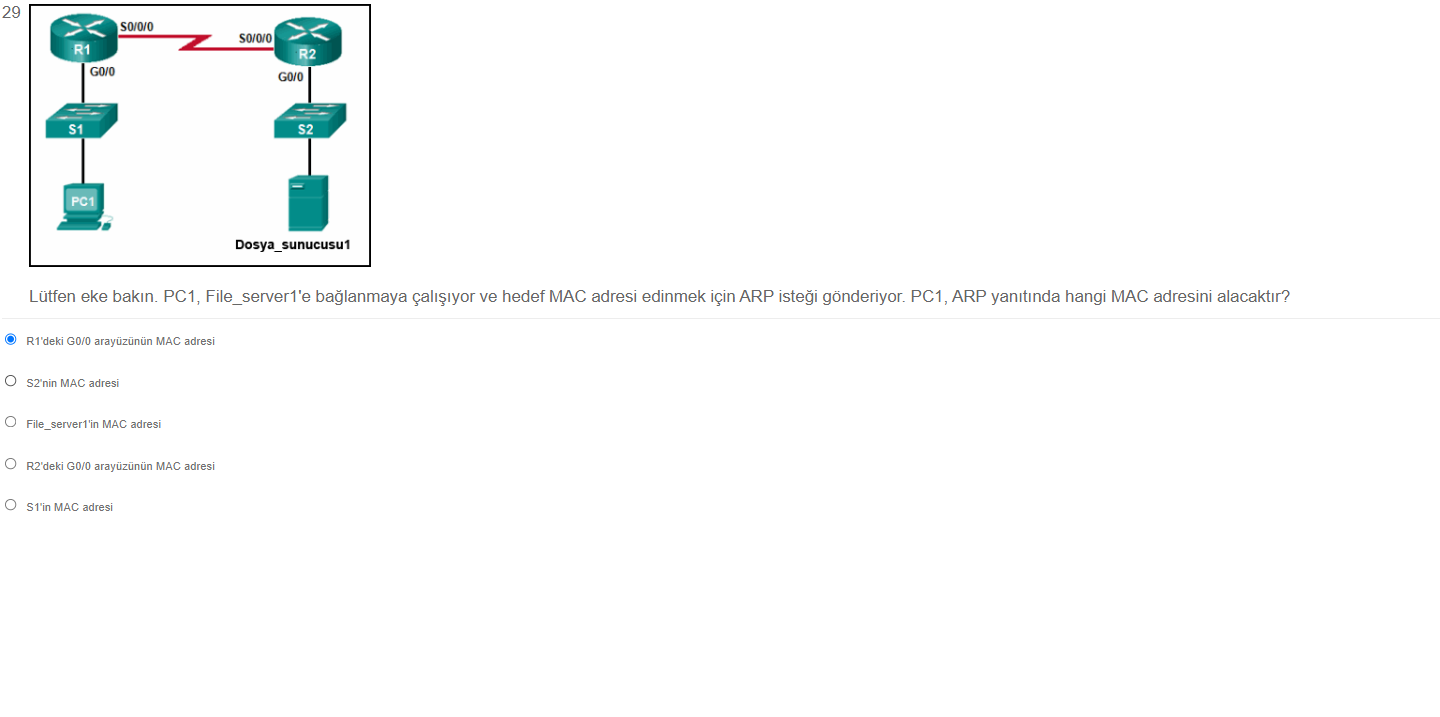 29
S0/0/0
S0/0/0
R1
R2
G0/0
G0/0
S1
S2
PC1
Dosya_sunucusu1
Lütfen eke bakın. PC1, File_server1'e bağlanmaya çalışıyor ve hedef MAC adresi edinmek için ARP isteği gönderiyor. PC1, ARP yanıtında hangi MAC adresini alacaktır?
R1'deki G0/0 arayüzünün MAC adresi
S2'nin MAC adresi
File_server1'in MAC adresi
R2'deki G0/0 arayüzünün MAC adresi
S1'in MAC adresi